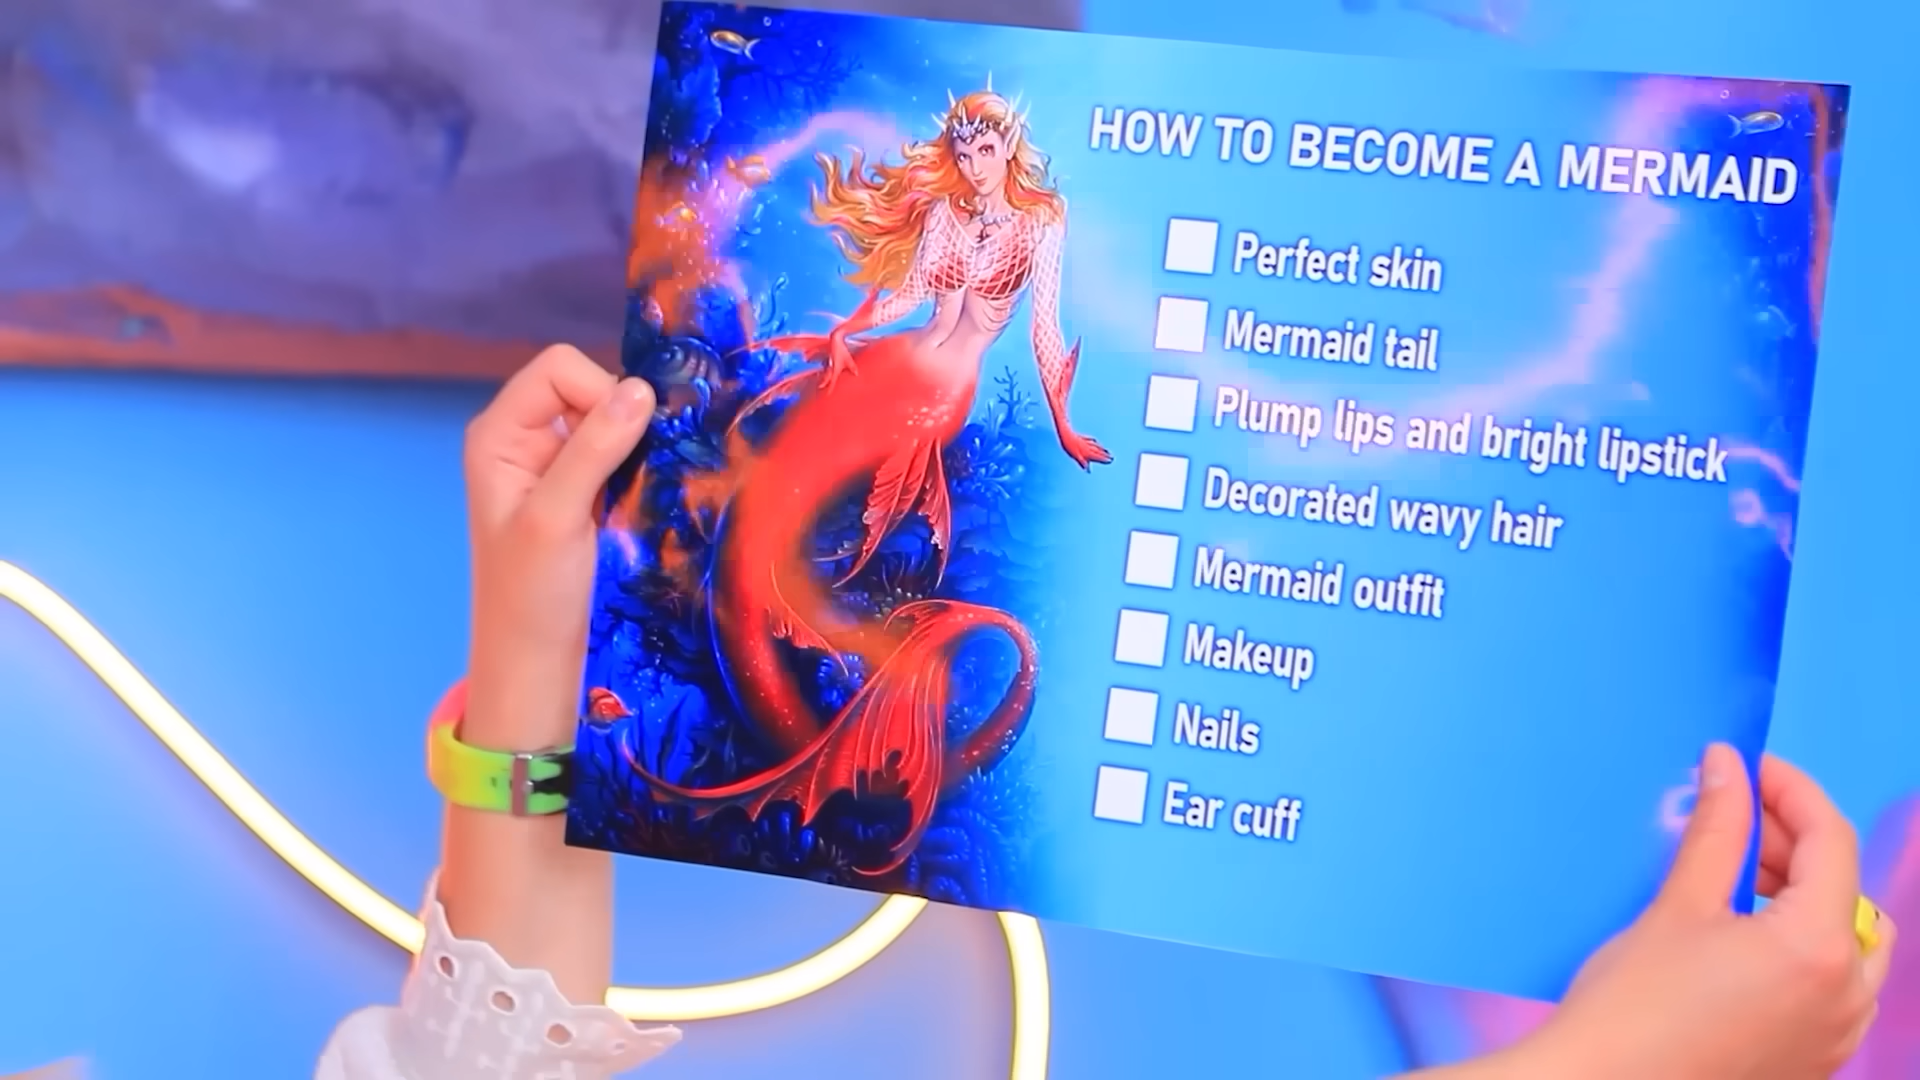 HOW TO BECOME A MERMAID
Perfect skin
Mermaid tail
Plump lips and bright lipstick
Decorated wavy hair
Mermaid outfit
Makeup
Nails
Ear cuff